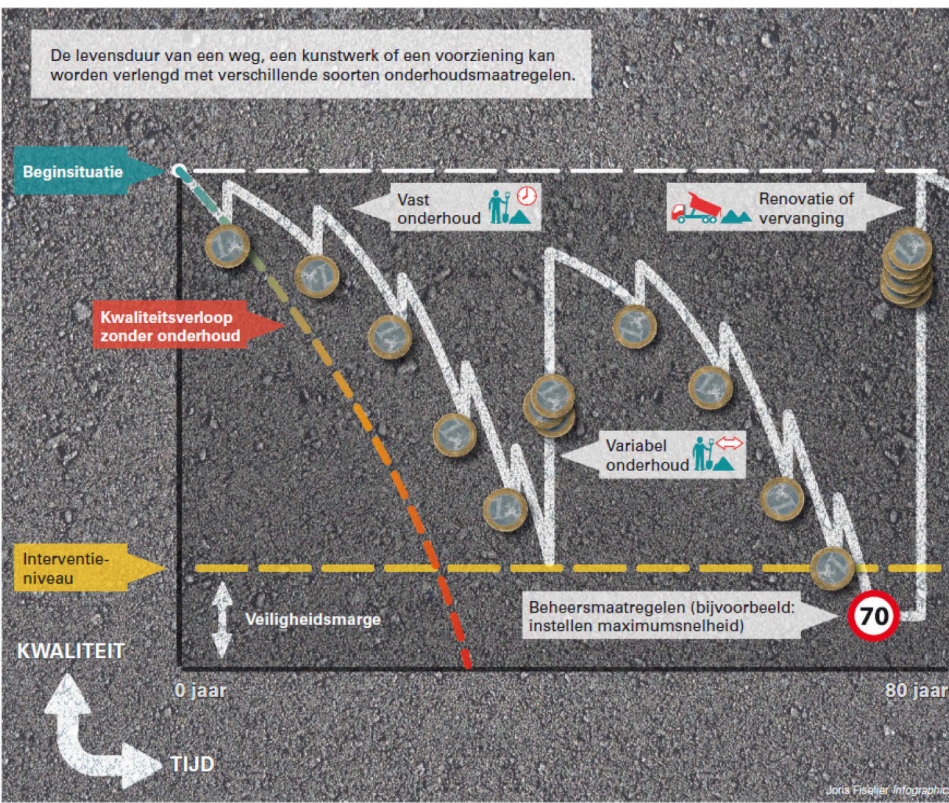 De levensduur van een weg, een kunstwerk of een voorziening kan
worden verlengd met verschillende soorten onderhoudsmaatregelen.
Beginsituatie
Vast
onderhoud
Renovatie of
vervanging
Kwaliteitsverloop
zonder onderhoud
Variabel
onderhoud
Interventie-
niveau
Veiligheidsmarge
Beheersmaatregelen (bijvoorbeeld:
instellen maximumsnelheid)
70
KWALITEIT
0 jaar
80 jaar
TIJD
Joris Fiselier Infographic